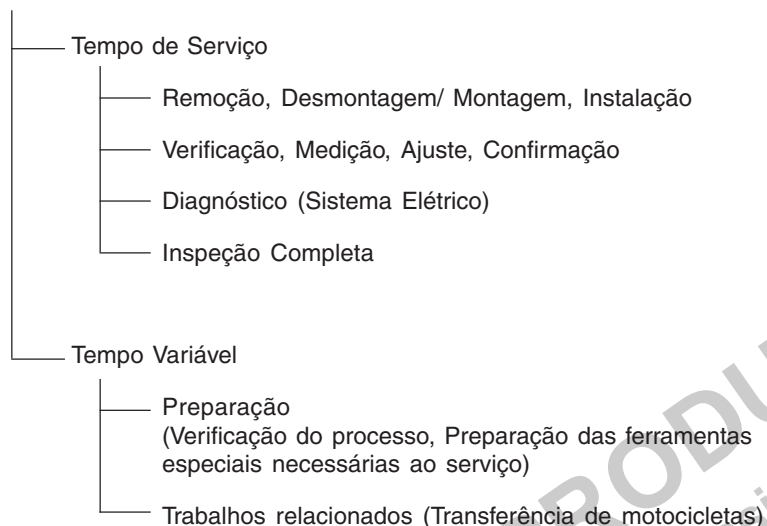 Tempo de Serviço
Remoção, Desmontagem/ Montagem, Instalação
Verificação, Medição, Ajuste, Confirmação
Diagnóstico (Sistema Elétrico)
Inspeção Completa
Tempo Variável
Preparação
(Verificação do processo, Preparação das ferramentas
especiais necessárias ao serviço)
Trabalhos relacionados (Transferência de motocicletas)